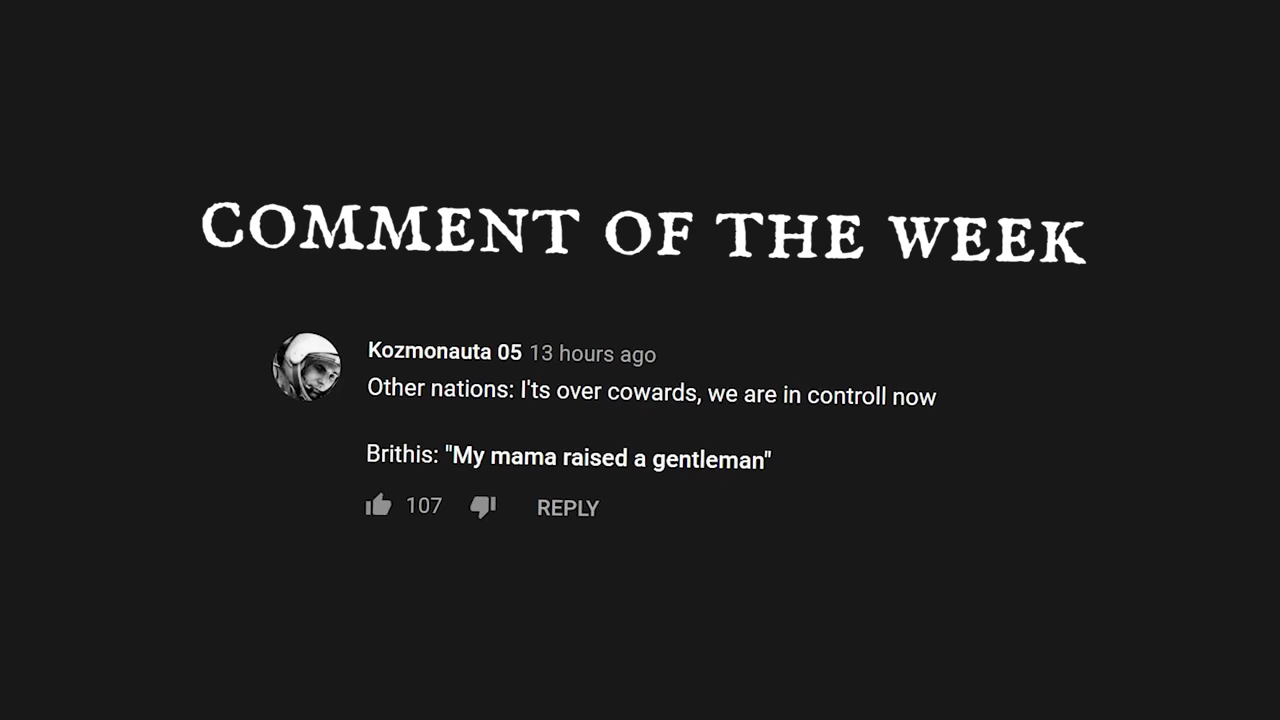 COMMENT OF THE WEEK
Kozmonauta 05 13 hours ago
Other nations: I'ts over cowards, we are in controll now
Brithis: "My mama raised a gentleman"
107 REPLY